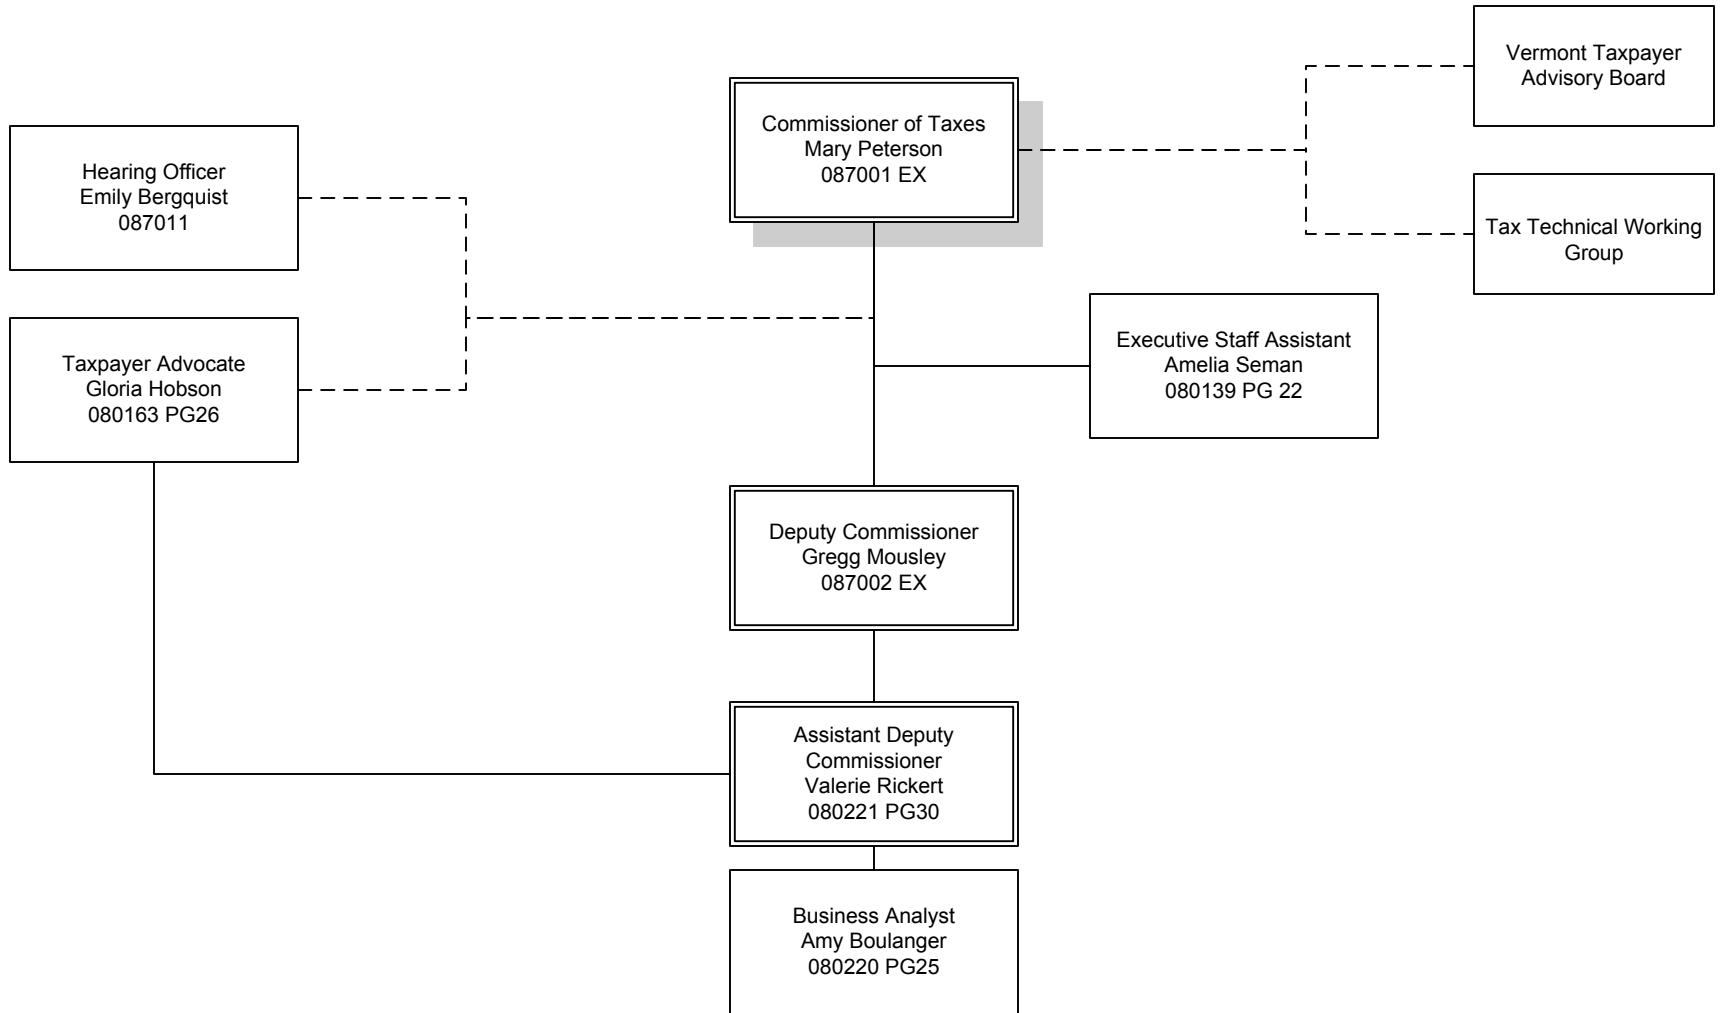 Vermont Taxpayer
Advisory Board
Commissioner of Taxes
Mary Peterson
087001 EX
Hearing Officer
Emily Bergquist
087011
Tax Technical Working
Group
Executive Staff Assistant
Amelia Seman
080139 PG 22
Taxpayer Advocate
Gloria Hobson
080163 PG26
Deputy Commissioner
Gregg Mousley
087002 EX
Assistant Deputy
Commissioner
Valerie Rickert
080221 PG30
Business Analyst
Amy Boulanger
080220 PG25